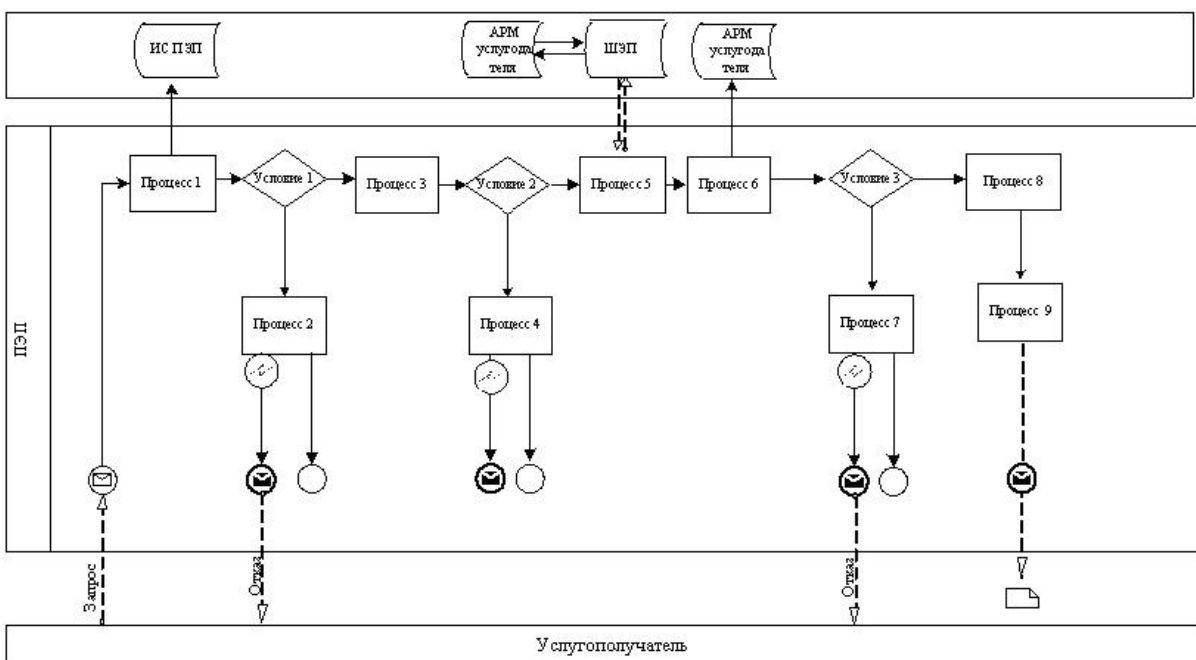 ИС ПЭП
АРМ
услугода
теля
ШЭП
АРМ
услугода
теля
Процесс 1
Условие 1
Процесс 3
Условие 2
Процесс 5
Процесс 6
Условие 3
Процесс 8
Процесс 2
Процесс 4
Процесс 7
Процесс 9
ПЭП
Запрос
Отказ
Отказ
Услугополучатель